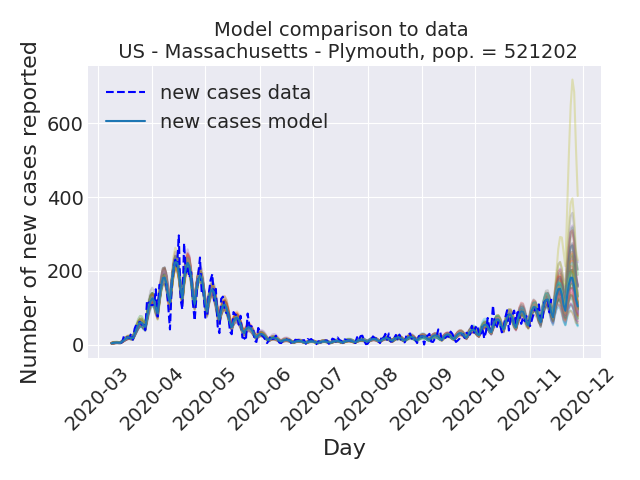 Model comparison to data
US - Massachusetts - Plymouth, pop. = 521202
Number of new cases reported
new cases data
new cases model
600
400
200
0
2020-03
2020-04
2020-05
2020-06
2020-07
2020-08
2020-09
2020-10
2020-11
2020-12
Day